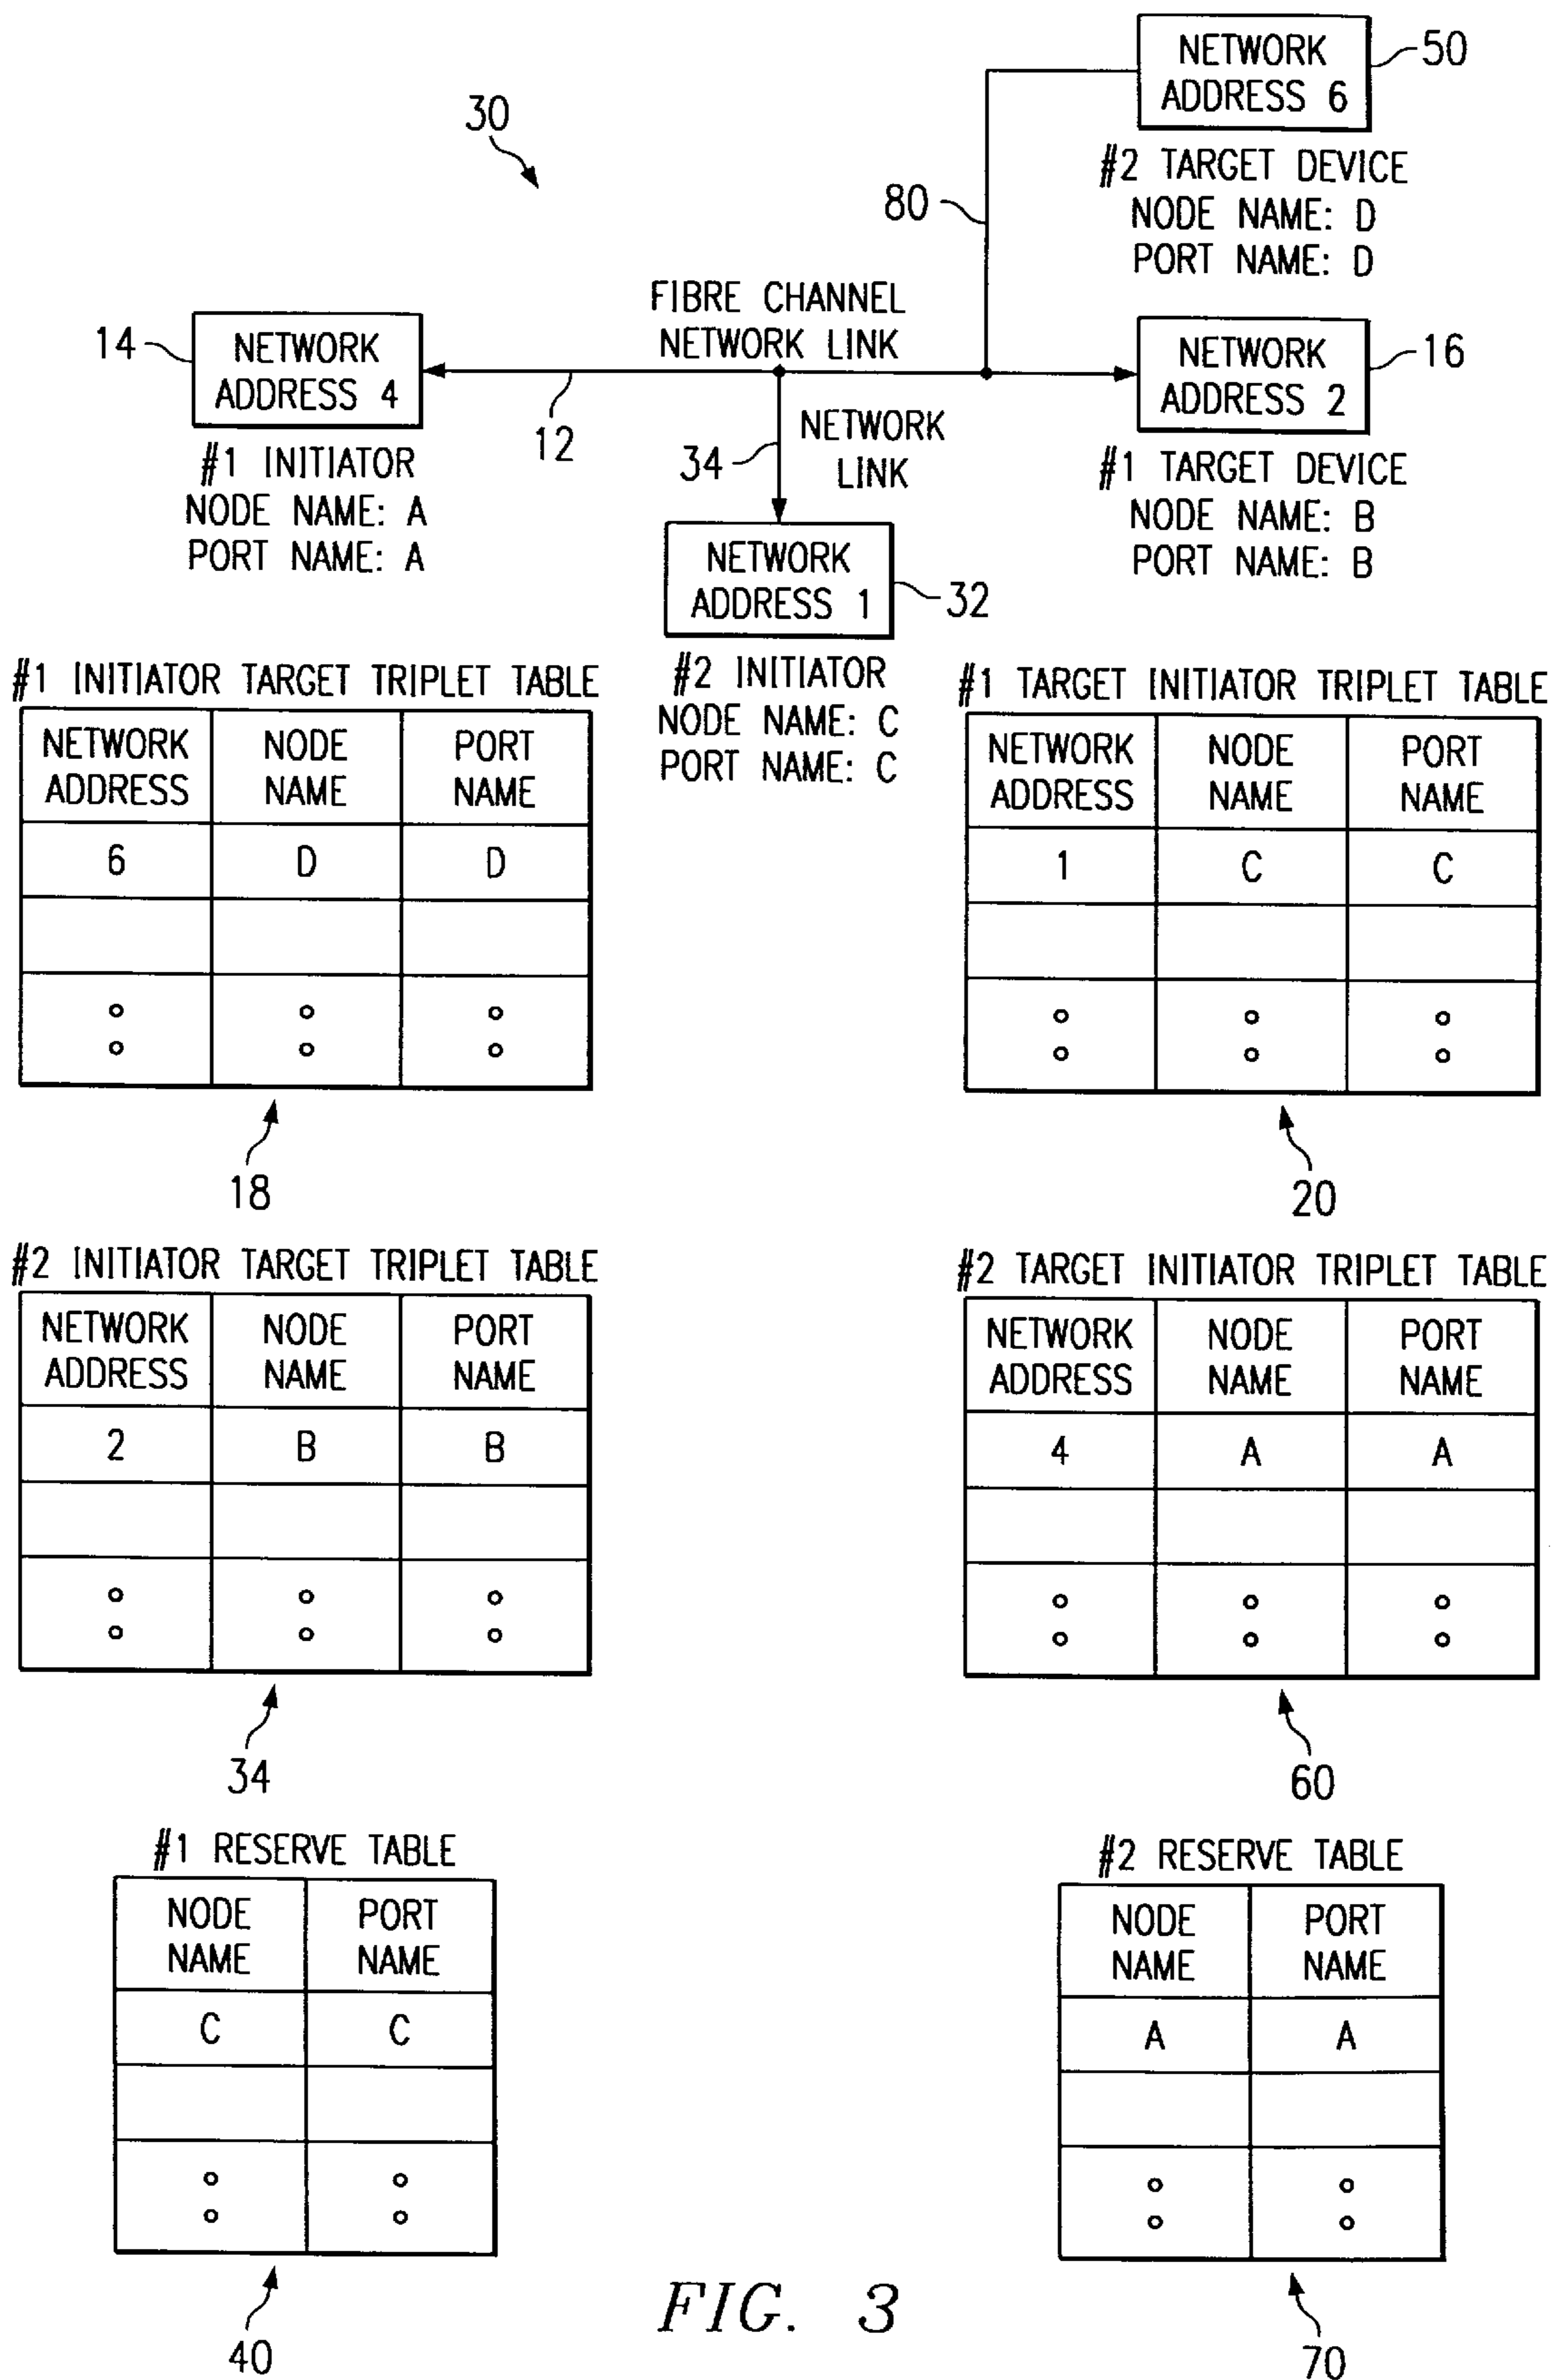 NETWORK
ADDRESS 6
50
#2 TARGET DEVICE
NODE NAME: D
PORT NAME: D
30
80
FIBRE CHANNEL
NETWORK LINK
14
NETWORK
ADDRESS 4
#1 INITIATOR
NODE NAME: A
PORT NAME: A
12
34
NETWORK
LINK
NETWORK
ADDRESS 2
16
#1 TARGET DEVICE
NODE NAME: B
PORT NAME: B
NETWORK
ADDRESS 1
32
#2 INITIATOR
NODE NAME: C
PORT NAME: C
#1 INITIATOR TARGET TRIPLET TABLE
NETWORK
ADDRESS
NODE
NAME
PORT
NAME
6 D D
18
#1 TARGET INITIATOR TRIPLET TABLE
NETWORK
ADDRESS
NODE
NAME
PORT
NAME
1 C C
20
#2 INITIATOR TARGET TRIPLET TABLE
NETWORK
ADDRESS
NODE
NAME
PORT
NAME
2 B B
34
#2 TARGET INITIATOR TRIPLET TABLE
NETWORK
ADDRESS
NODE
NAME
PORT
NAME
4 A A
60
#1 RESERVE TABLE
NODE
NAME
PORT
NAME
C C
40
#2 RESERVE TABLE
NODE
NAME
PORT
NAME
A A
70
FIG. 3